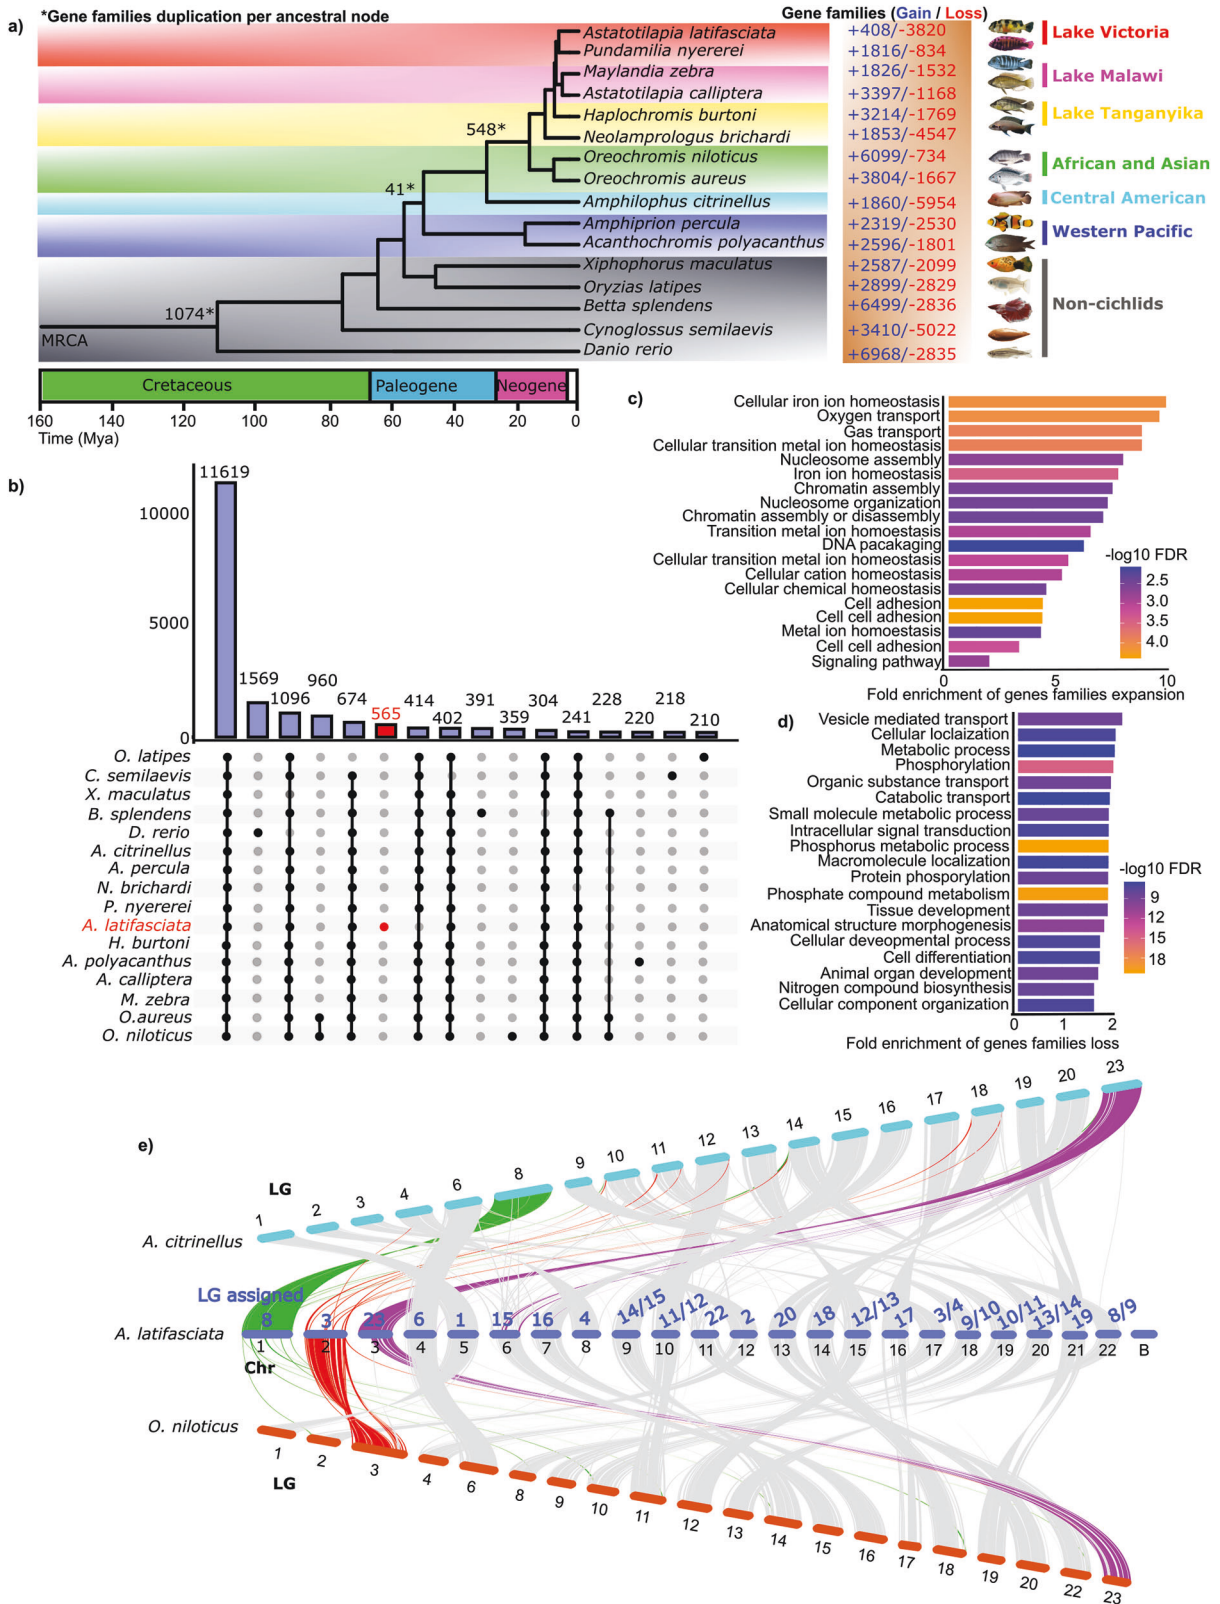 *Gene families duplication per ancestral node
Gene families (Gain / Loss)
a)
Astatotilapia latifasciata +408/-3820
Pundamilia nyererei +1816/-834
Lake Victoria
Maylandia zebra +1826/-1532
Astatotilapia calliptera +3397/-1168
Lake Malawi
Haplochromis burtoni +3214/-1769
Neolamprologus brichardi +1853/-4547
Lake Tanganyika
548*
Oreochromis niloticus +6099/-734
Oreochromis aureus +3804/-1667
African and Asian
41*
Amphilophus citrinellus +1860/-5954
Central American
Amphiprion percula +2319/-2530
Acanthochromis polyacanthus +2596/-1801
Western Pacific
Xiphophorus maculatus +2587/-2099
Oryzias latipes +2899/-2829
Betta splendens +6499/-2836
Non-cichlids
1074*
Cynoglossus semilaevis +3410/-5022
MRCA
Danio rerio +6968/-2835
Cretaceous Paleogene Neogene
160 140 120 100 80 60 40 20 0
Time (Mya)
b)
11619 1569 1096 960 674 565 414 402 391 359 304 241 228 220 218 210
10000
5000
0
O. latipes
C. semilaevis
X. maculatus
B. splendens
D. rerio
A. citrinellus
A. percula
N. brichardi
P. nyererei
A. latifasciata
H. burtoni
A. polyacanthus
A. calliptera
M. zebra
O.aureus
O. niloticus
c)
Cellular iron ion homeostasis
Oxygen transport
Gas transport
Cellular transition metal ion homeostasis
Nucleosome assembly
Iron ion homeostasis
Chromatin assembly
Nucleosome organization
Chromatin assembly or disassembly
Transition metal ion homoestasis
DNA pacakaging
Cellular transition metal ion homeostasis
Cellular cation homeostasis
Cellular chemical homeostasis
Cell adhesion
Cell cell adhesion
Metal ion homoestasis
Cell cell adhesion
Signaling pathway
0 5 10
Fold enrichment of genes families expansion
-log10 FDR
2.5
3.0
3.5
4.0
d)
Vesicle mediated transport
Cellular loclaization
Metabolic process
Phosphorylation
Organic substance transport
Catabolic transport
Small molecule metabolic process
Intracellular signal transduction
Phosphorus metabolic process
Macromolecule localization
Protein phosporylation
Phosphate compound metabolism
Tissue development
Anatomical structure morphogenesis
Cellular deveopmental process
Cell differentiation
Animal organ development
Nitrogen compound biosynthesis
Cellular component organization
0 1 2
Fold enrichment of genes families loss
-log10 FDR
9
12
15
18
e)
LG
1 2 3 4 6 8 9 10 11 12 13 14 15 16 17 18 19 20 23
A. citrinellus
LG assigned
8 3 23 6 1 15 16 4 14/15 11/12 22 2 20 18 12/13 17 3/4 9/10 10/11 13/14 19 8/9
A. latifasciata
1 2 3 4 5 6 7 8 9 10 11 12 13 14 15 16 17 18 19 20 21 22 B
Chr
O. niloticus
1 2 3 4 6 8 9 10 11 12 13 14 15 16 17 18 19 20 22 23
LG